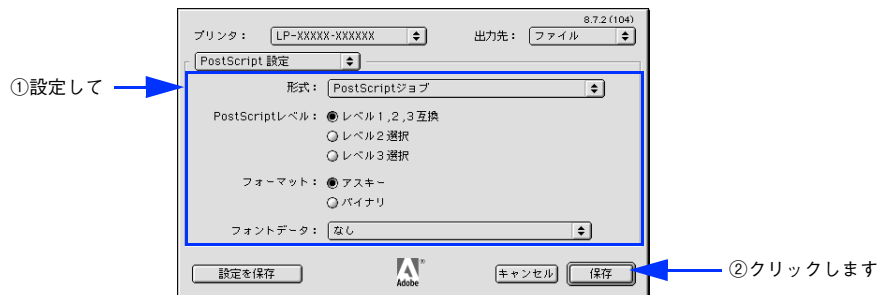 8.7.2 (104)
プリンタ： LP-XXXXX-XXXXXX 出力先： ファイル
PostScript 設定
①設定して
形式： PostScriptジョブ
PostScriptレベル： レベル 1 ,2 ,3 互換
レベル 2 選択
レベル 3 選択
フォーマット： アスキー
バイナリ
フォントデータ： なし
設定を保存 Adobe® キャンセル 保存
②クリックします